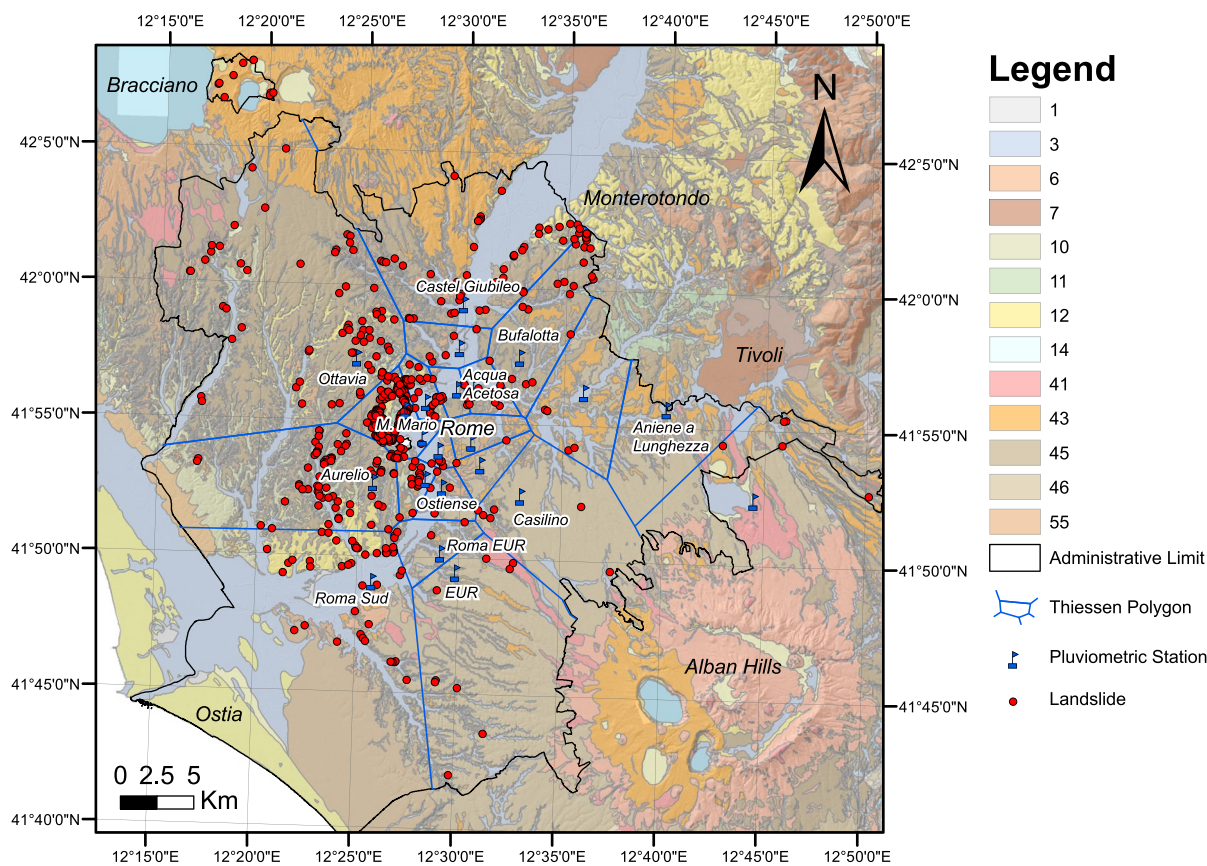 12°15'0"E 12°20'0"E 12°25'0"E 12°30'0"E 12°35'0"E 12°40'0"E 12°45'0"E 12°50'0"E
42°5'0"N
42°0'0"N
41°55'0"N
41°50'0"N
41°45'0"N
41°40'0"N
Bracciano
N
Monterotondo
Castel Giubileo
Bufalotta
Tivoli
Ottavia
Acqua
Acetosa
M. Mario
Rome
Aniene a
Lunghezza
Aurelio
Ostiense
Casilino
Roma EUR
EUR
Roma Sud
Alban Hills
Ostia
0 2.5 5
Km
42°5'0"N
42°0'0"N
41°55'0"N
41°50'0"N
41°45'0"N
12°15'0"E 12°20'0"E 12°25'0"E 12°30'0"E 12°35'0"E 12°40'0"E 12°45'0"E 12°50'0"E
Legend
1
3
6
7
10
11
12
14
41
43
45
46
55
Administrative Limit
Thiessen Polygon
Pluviometric Station
Landslide